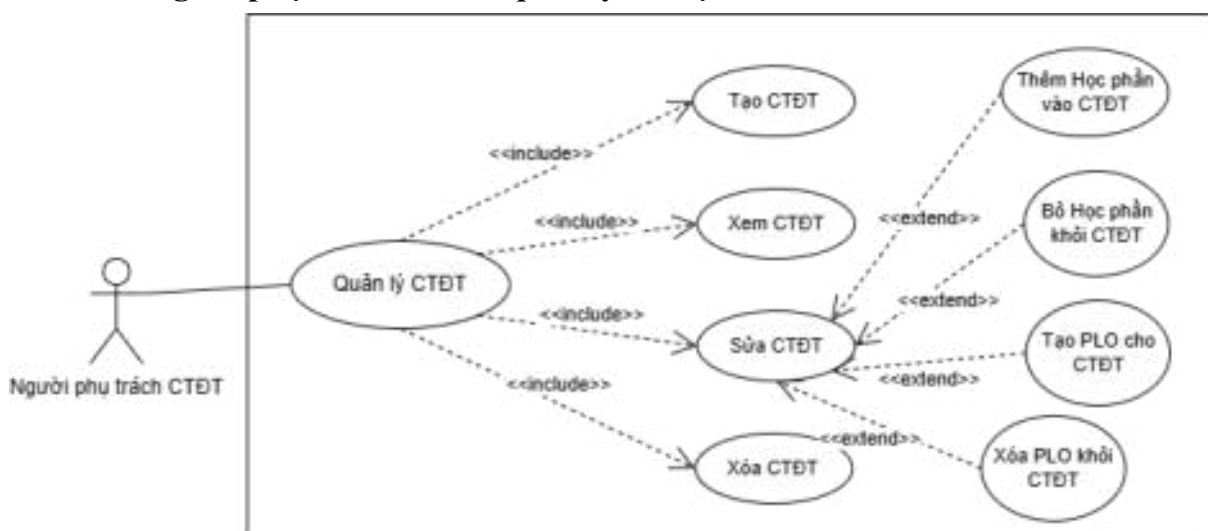 Tạo CTĐT
Thêm Học phần
vào CTĐT
<<include>>
Xem CTĐT
<<include>>
<<extend>>
Bỏ Học phần
khỏi CTĐT
Quản lý CTĐT
<<include>>
<<extend>>
Sửa CTĐT
Tạo PLO cho
CTĐT
<<extend>>
Người phụ trách CTĐT
<<include>>
<<extend>>
Xóa CTĐT
Xóa PLO khỏi
CTĐT